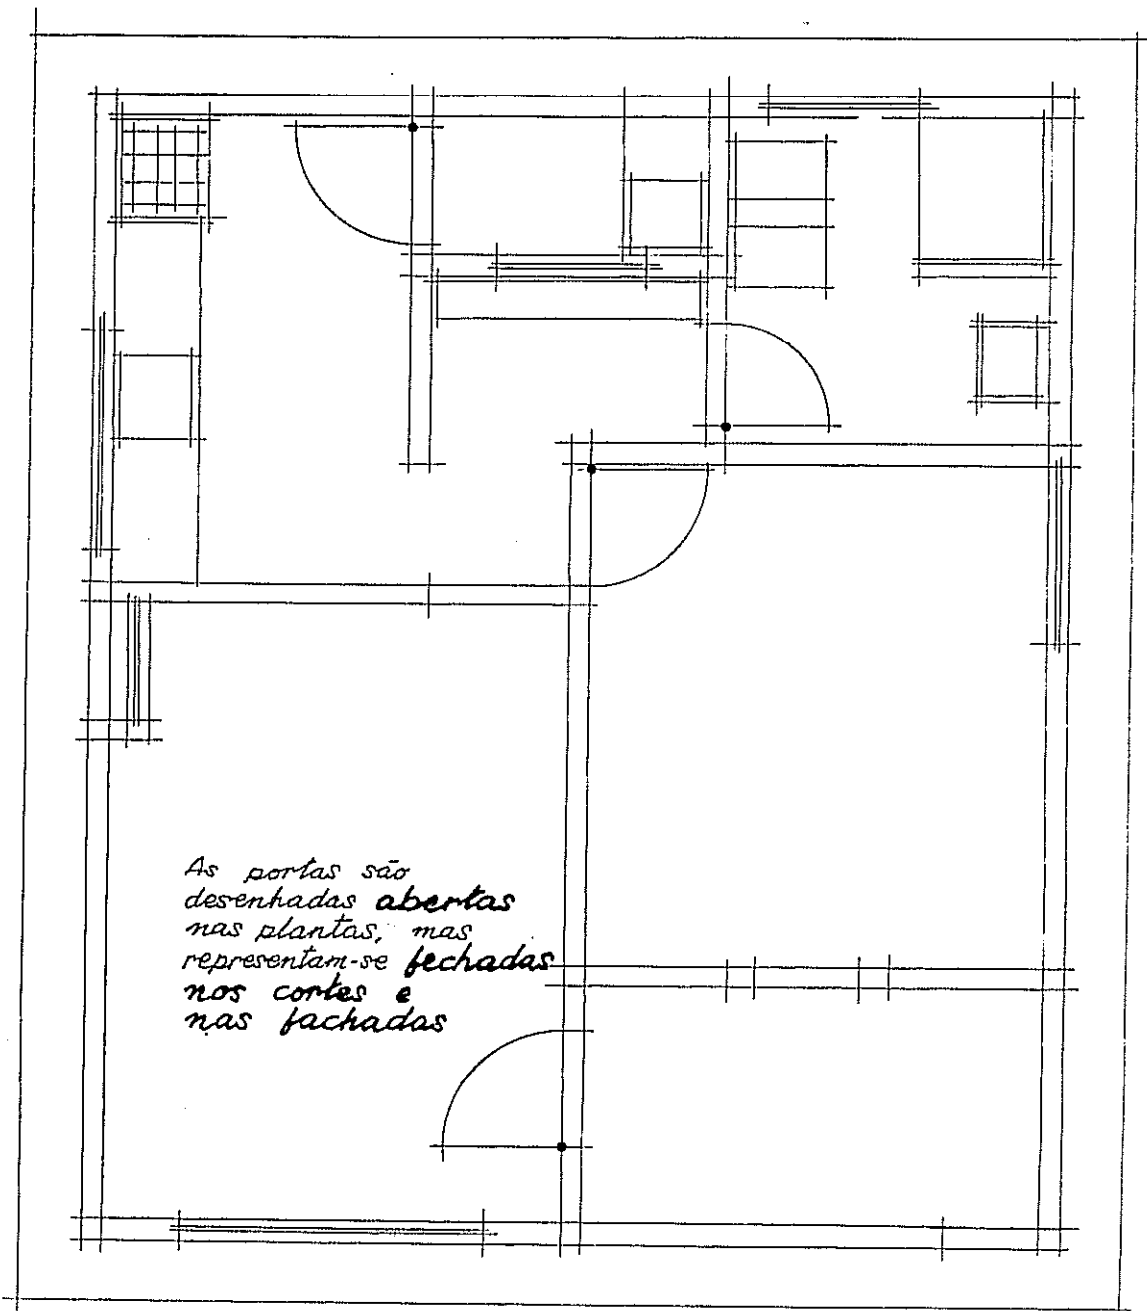 As portas são
desenhadas abertas
nas plantas, mas
representam-se fechadas
nos cortes e
nas fachadas